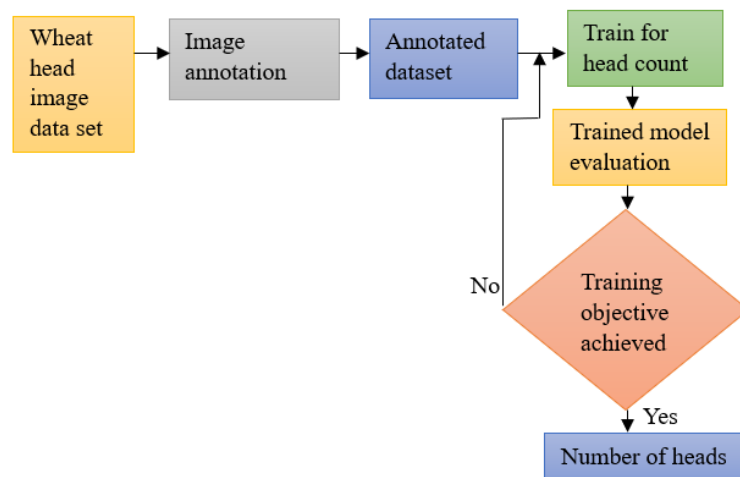 Wheat
head
image
data set
Image
annotation
Annotated
dataset
Train for
head count
Trained model
evaluation
Training
objective
achieved
No
Yes
Number of heads